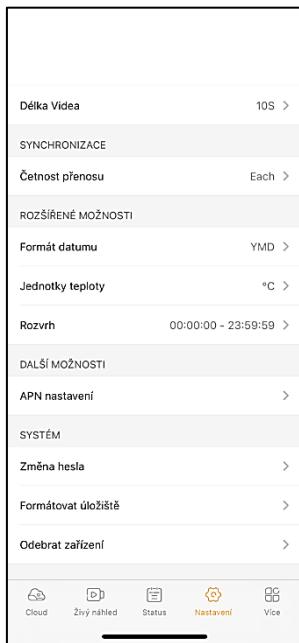 Délka Videa 10S
SYNCHRONIZACE
Četnost přenosu Each
ROZŠÍŘENÉ MOŽNOSTI
Formát datumu YMD
Jednotky teploty °C
Rozvrh 00:00:00 - 23:59:59
DALŠÍ MOŽNOSTI
APN nastavení
SYSTÉM
Změna hesla
Formátovat úložiště
Odebrat zařízení
Cloud Živý náhled Status Nastavení Více